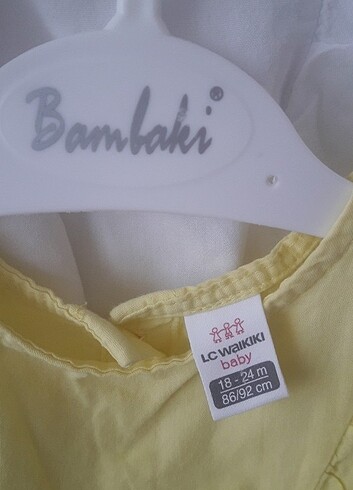 Bambaki®
LC WAIKIKI
baby
18 - 24 m
86/92 cm